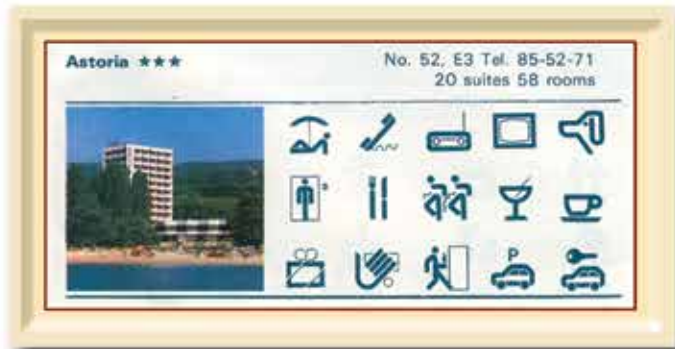 Astoria ★★★
No. 52, E3 Tel. 85-52-71
20 suites 58 rooms
P